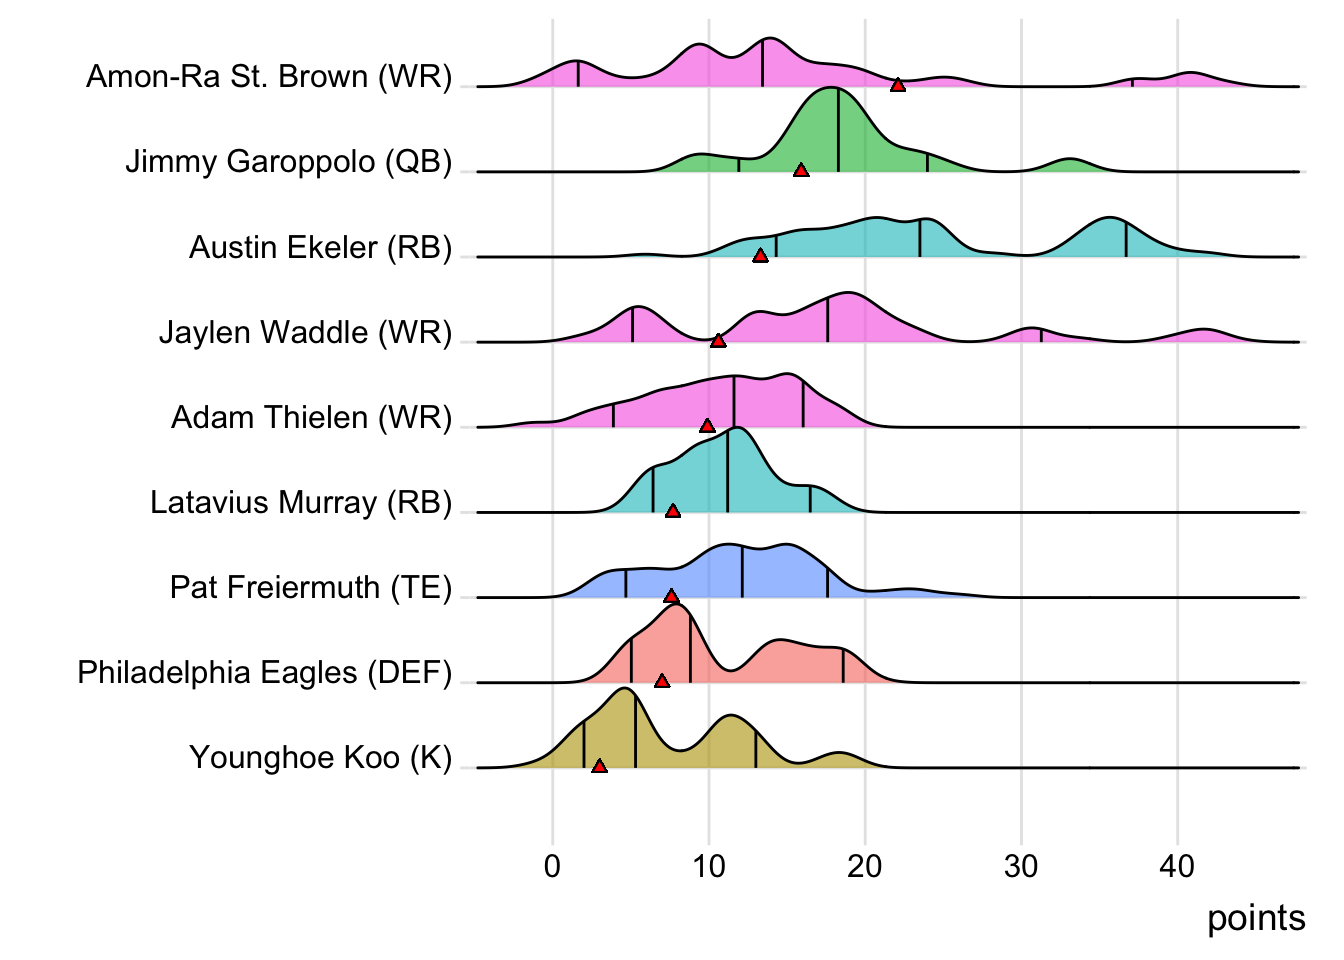 Amon-Ra St. Brown (WR)
Jimmy Garoppolo (QB)
Austin Ekeler (RB)
Jaylen Waddle (WR)
Adam Thielen (WR)
Latavius Murray (RB)
Pat Freiermuth (TE)
Philadelphia Eagles (DEF)
Younghoe Koo (K)
0 10 20 30 40
points